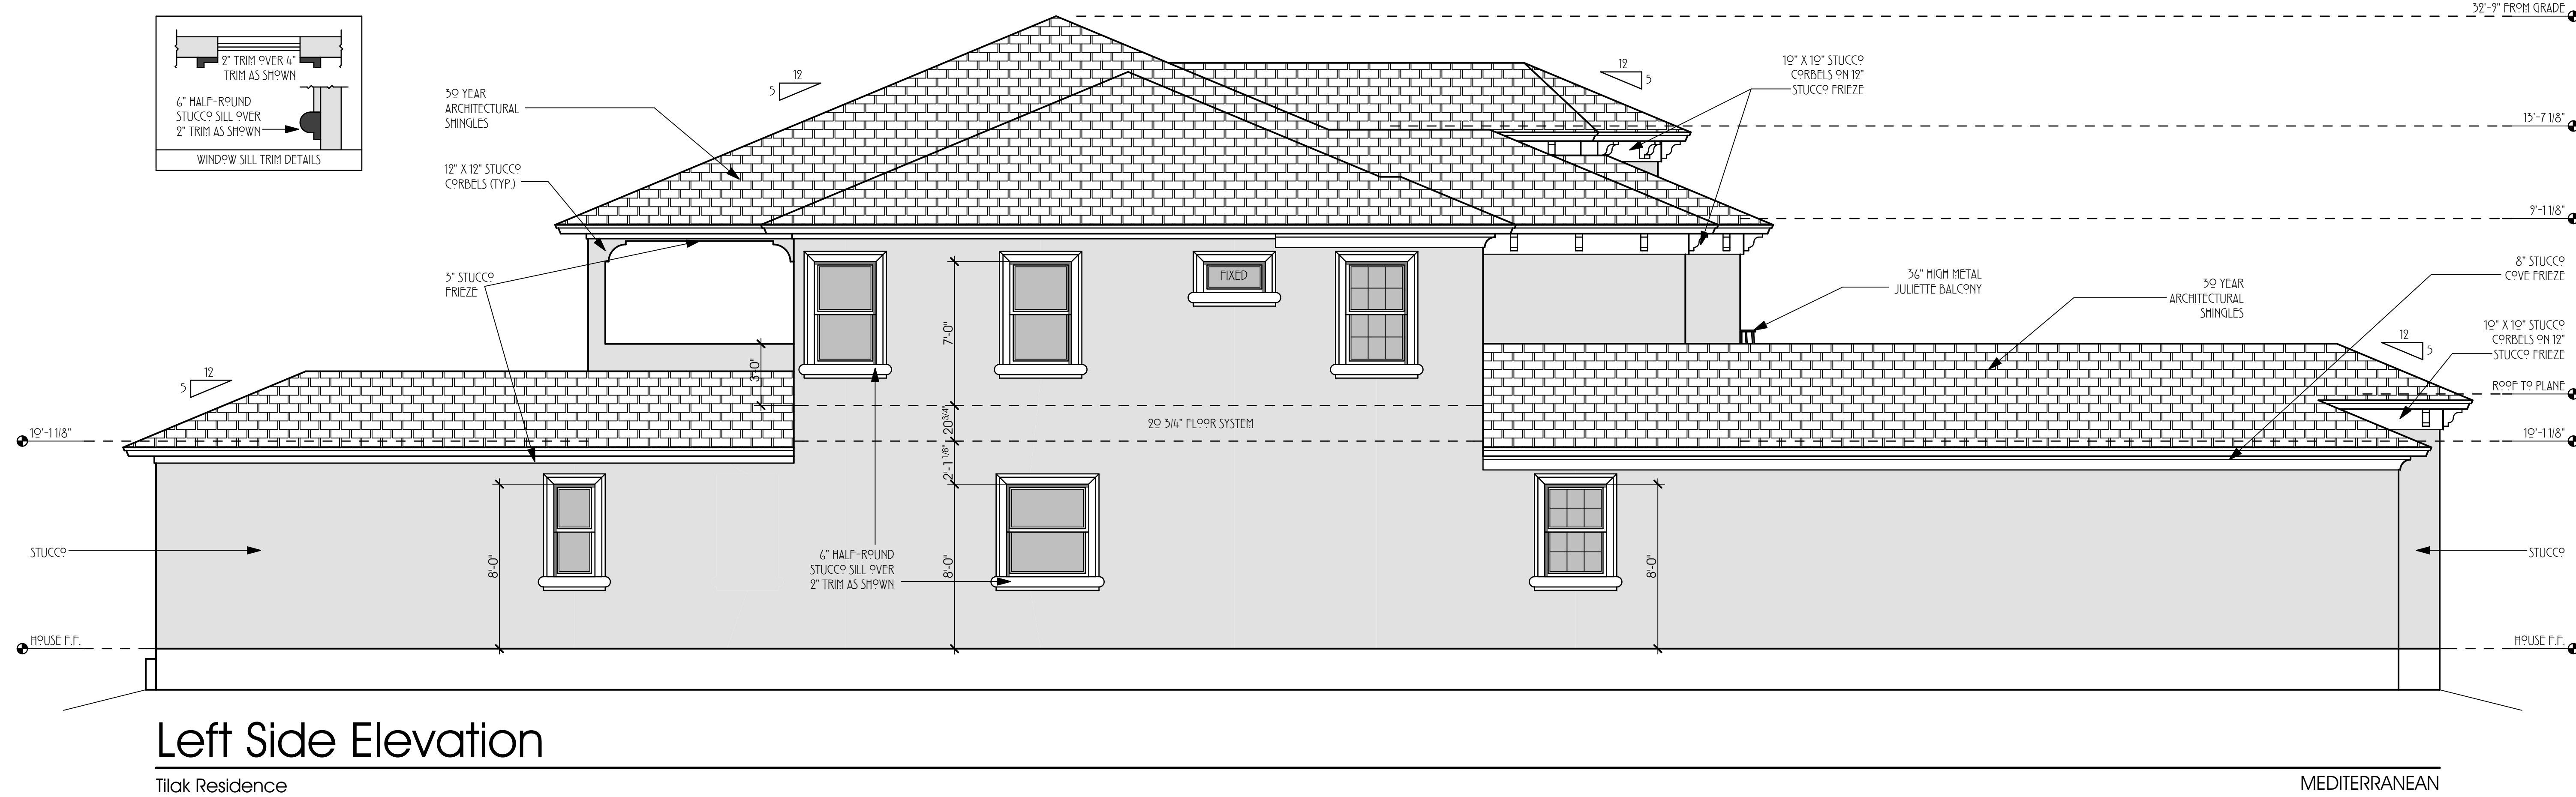 32'-9" FROM GRADE
2" TRIM OVER 4"
TRIM AS SHOWN
6" HALF-ROUND
STUCCO SILL OVER
2" TRIM AS SHOWN
WINDOW SILL TRIM DETAILS
30 YEAR
ARCHITECTURAL
SHINGLES
12
5
12
5
10" X 10" STUCCO
CORBELS ON 12"
STUCCO FRIEZE
13'-7 1/8"
12" X 12" STUCCO
CORBELS (TYP.)
9'-1 1/8"
3" STUCCO
FRIEZE
FIXED
36" HIGH METAL
JULIETTE BALCONY
30 YEAR
ARCHITECTURAL
SHINGLES
8" STUCCO
COVE FRIEZE
10" X 10" STUCCO
CORBELS ON 12"
STUCCO FRIEZE
12
5
12
5
7'-0"
3'-0"
ROOF TO PLANE
20 3/4"
20 3/4" FLOOR SYSTEM
10'-1 1/8"
10'-1 1/8"
2'-1 1/8"
STUCCO
8'-0"
6" HALF-ROUND
STUCCO SILL OVER
2" TRIM AS SHOWN
8'-0"
8'-0"
STUCCO
HOUSE F.F.
HOUSE F.F.
Left Side Elevation
Tilak Residence
MEDITERRANEAN